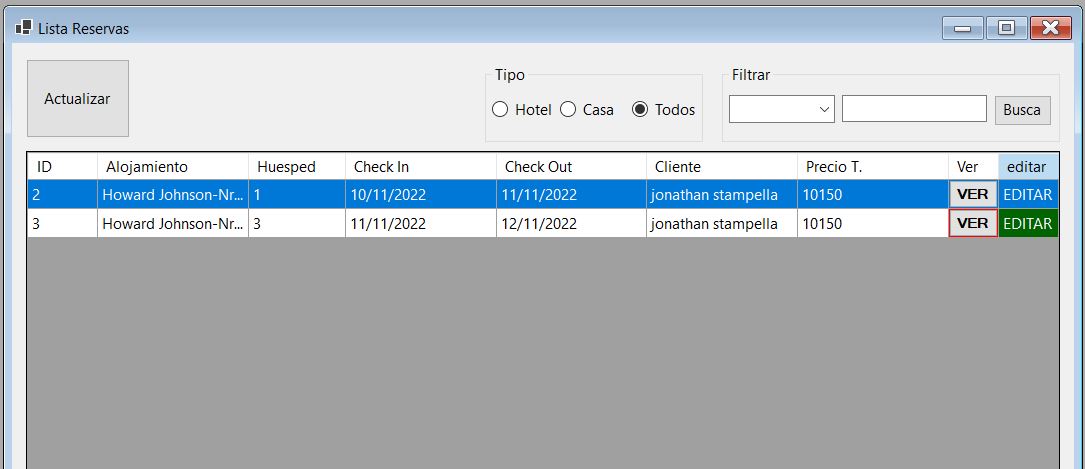 Lista Reservas
Actualizar
Tipo
Hotel Casa Todos
Filtrar
Busca
ID Alojamiento Huesped Check In Check Out Cliente Precio T. Ver editar
2 Howard Johnson-Nr... 1 10/11/2022 11/11/2022 jonathan stampella 10150 VER EDITAR
3 Howard Johnson-Nr... 3 11/11/2022 12/11/2022 jonathan stampella 10150 VER EDITAR